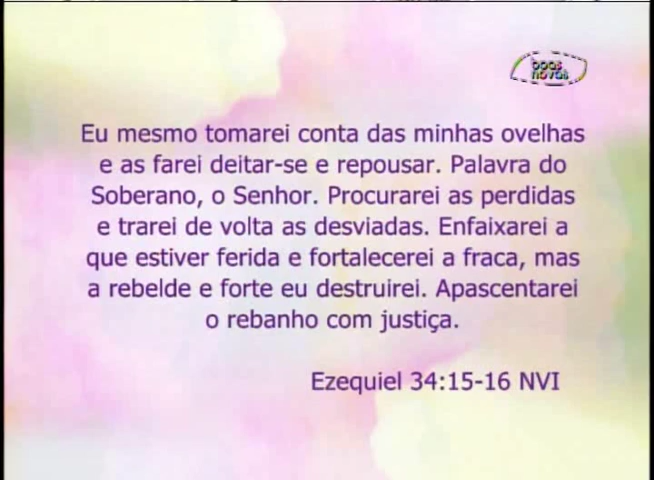 boas
novas
Eu mesmo tomarei conta das minhas ovelhas
e as farei deitar-se e repousar. Palavra do
Soberano, o Senhor. Procurarei as perdidas
e trarei de volta as desviadas. Enfaixarei a
que estiver ferida e fortalecerei a fraca, mas
a rebelde e forte eu destruirei. Apascentarei
o rebanho com justiça.
Ezequiel 34:15-16 NVI